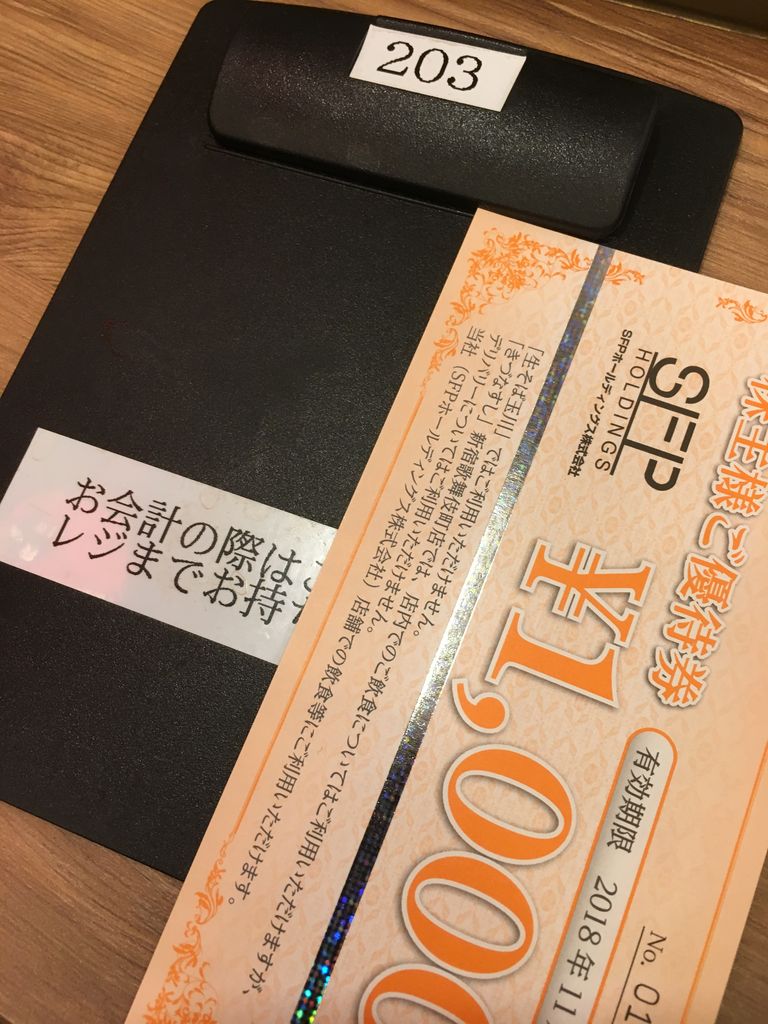 203
お会計の際は
レジまでお持
株主様ご優待券
SFP
HOLDINGS
SFPホールディングス株式会社
¥1,000
有効期限 2018年11
No. 01
当社（SFPホールディングス株式会社）店舗での飲食等にご利用いただけます。
デリバリーについてはご利用いただけません。
「きづなすし」新宿歌舞伎町店では、店内でのご飲食についてはご利用いただけますが、
「生そば玉川」ではご利用いただけません。